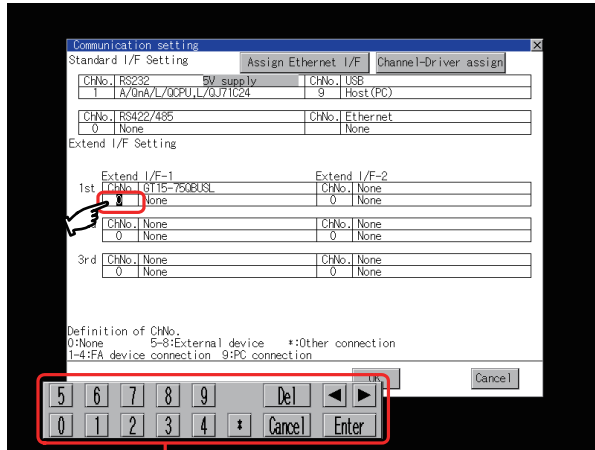 Communication setting
Standard I/F Setting
Assign Ethernet I/F
Channel-Driver assign
ChNo. RS232 5V supply ChNo. USB
1 A/QnA/L/QCPU,L/QJ71C24 9 Host(PC)
ChNo. RS422/485 ChNo. Ethernet
0 None None
Extend I/F Setting
Extend I/F-1 Extend I/F-2
1st ChNo. GT15-75QBUSL ChNo. None
0 None 0 None
ChNo. None ChNo. None
0 None 0 None
3rd ChNo. None ChNo. None
0 None 0 None
Definition of ChNo.
0:None 5-8:External device *:Other connection
1-4:FA device connection 9:PC connection
Cancel
5 6 7 8 9 Del ◀ ▶
0 1 2 3 4 * Cancel Enter